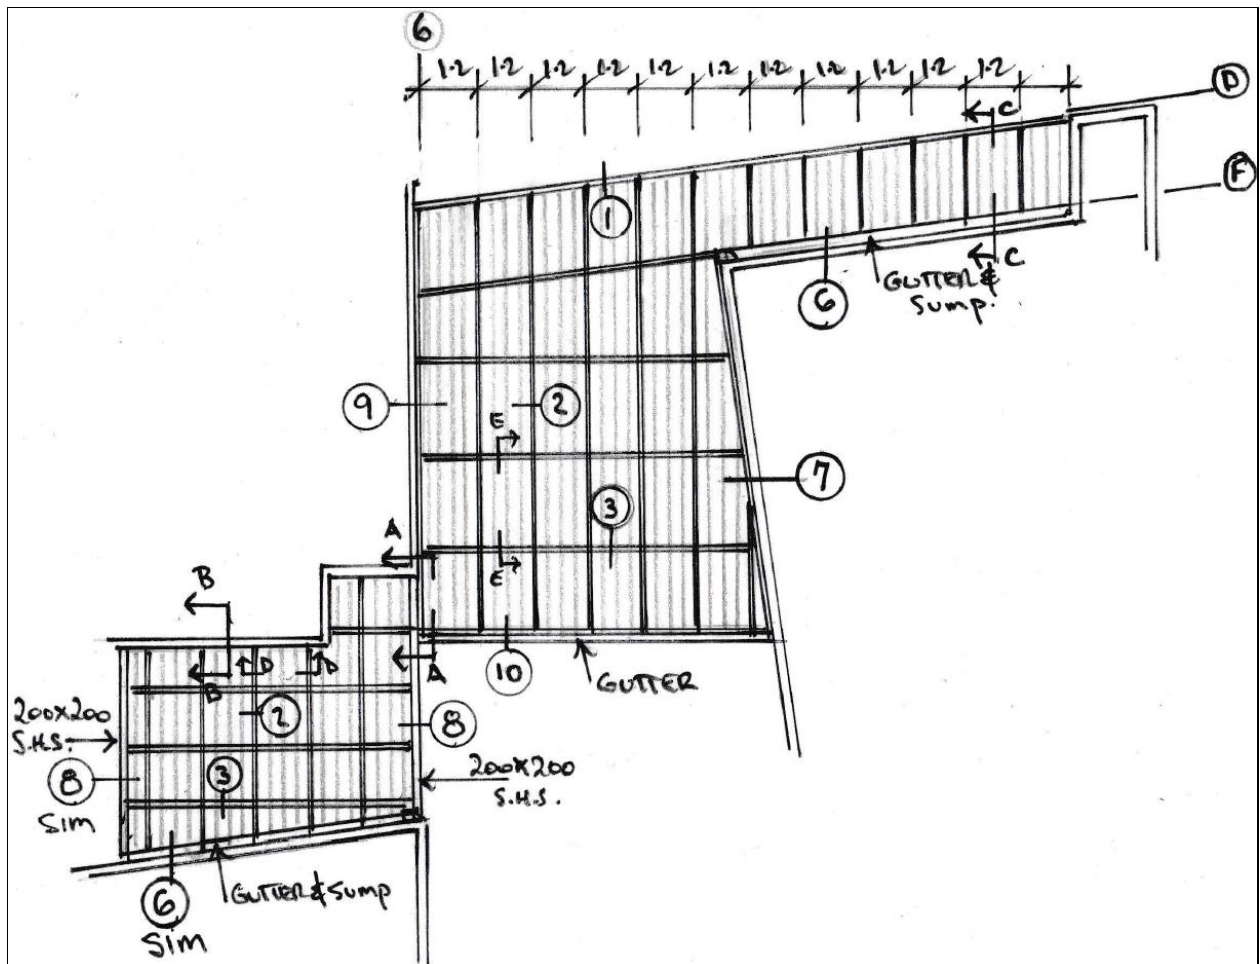 6
1.2 1.2 1.2 1.2 1.2 1.2 1.2 1.2 1.2 1.2 1.2
D
C
F
1
C
GUTTER &
Sump.
6
9
2
E
7
3
A
E
B
10
A
GUTTER
D D
B
2
8
200x200
S.H.S.
200x200
S.H.S.
8
Sim
3
GUTTER & Sump
6
Sim